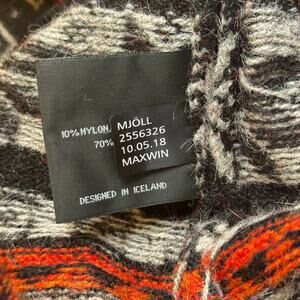 10% NYLON,
70%
MJÖLL
2556326
10.05.18
MAXWIN
DESIGNED IN ICELAND